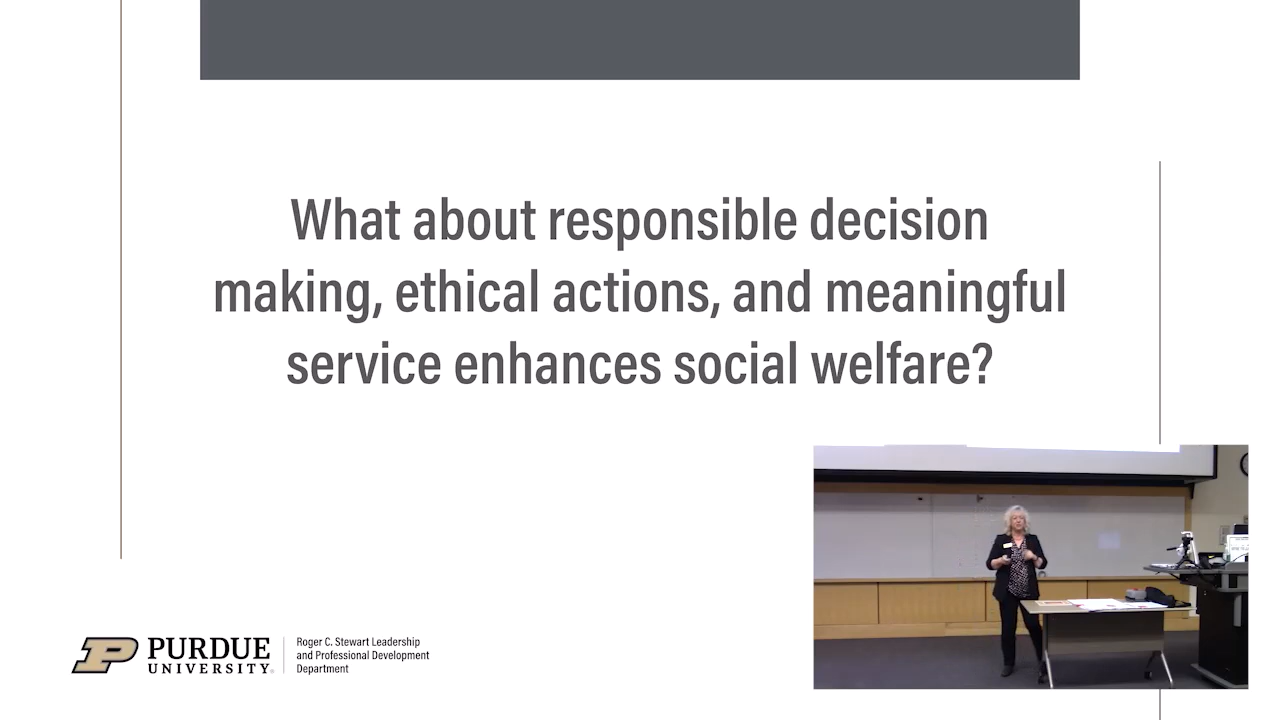 What about responsible decision
making, ethical actions, and meaningful
service enhances social welfare?
PURDUE
UNIVERSITY®
Roger C. Stewart Leadership
and Professional Development
Department